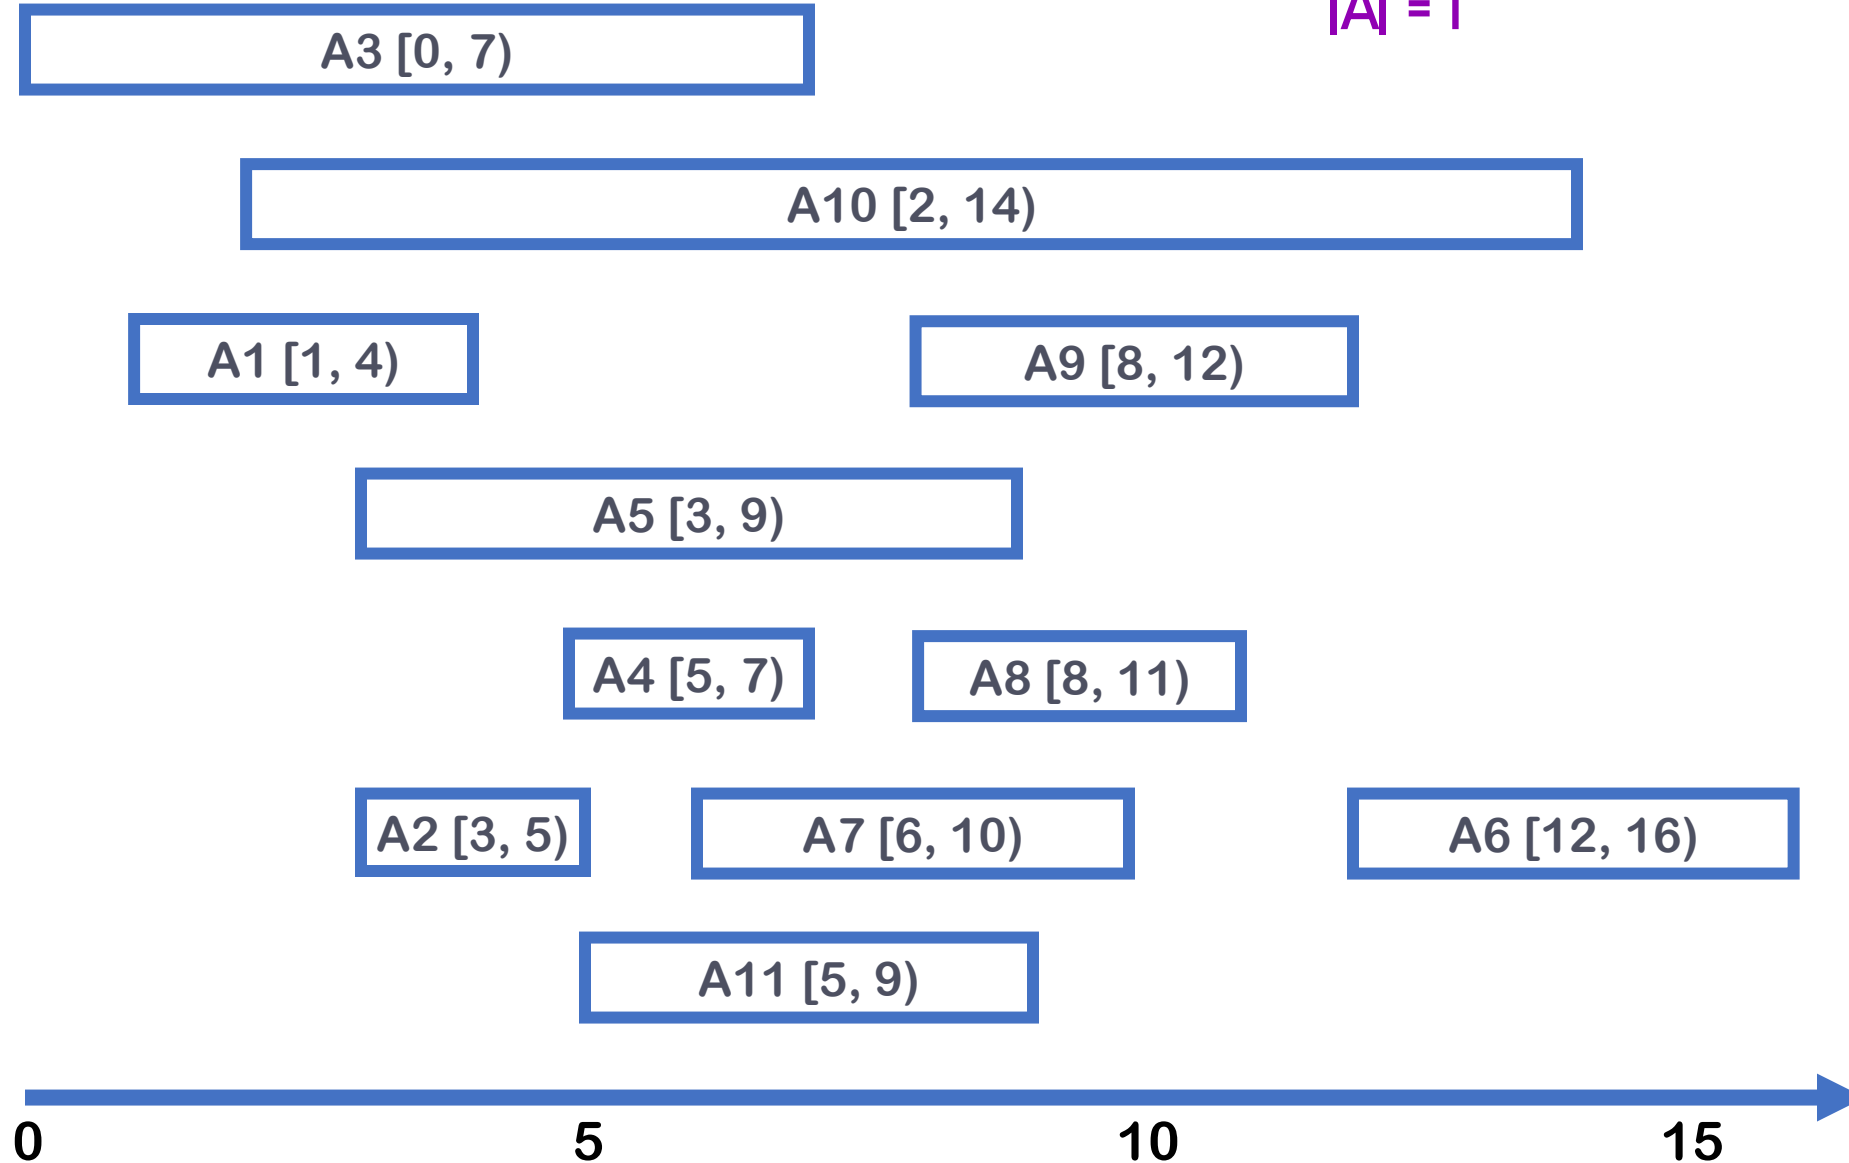 |A| = 1
A3 [0, 7)
A10 [2, 14)
A1 [1, 4)
A9 [8, 12)
A5 [3, 9)
A4 [5, 7)
A8 [8, 11)
A2 [3, 5)
A7 [6, 10)
A6 [12, 16)
A11 [5, 9)
0 5 10 15